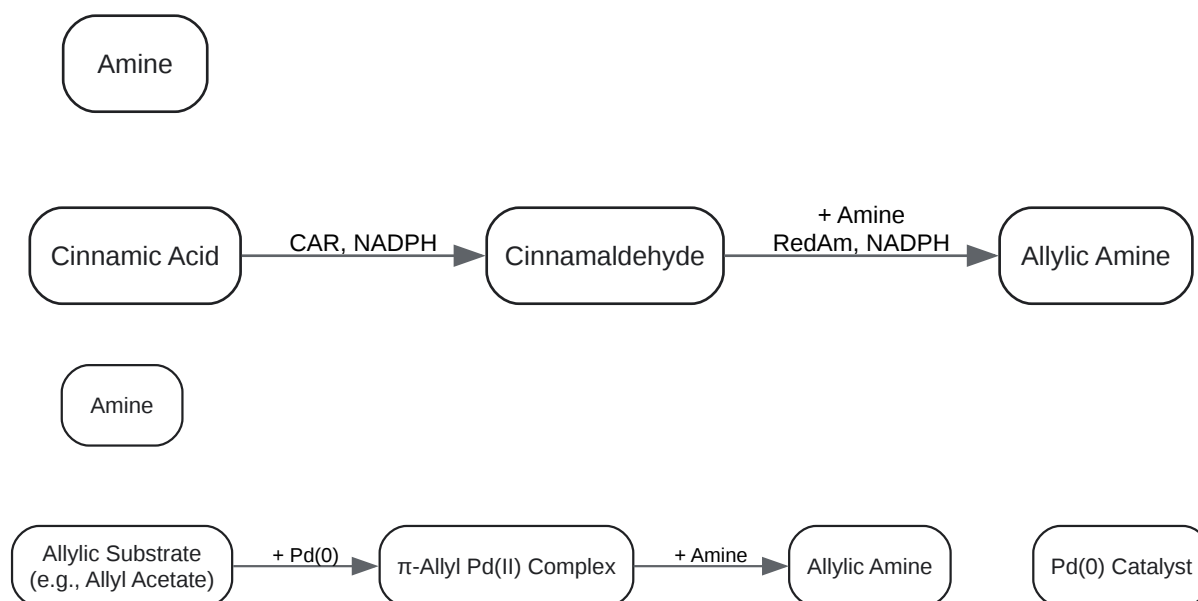 Amine
+ Amine
Cinnamic Acid
CAR, NADPH
Cinnamaldehyde
RedAm, NADPH
Allylic Amine
Amine
Allylic Substrate
(e.g., Allyl Acetate)
+ Pd(0)
π-Allyl Pd(II) Complex
+ Amine
Allylic Amine
Pd(0) Catalyst